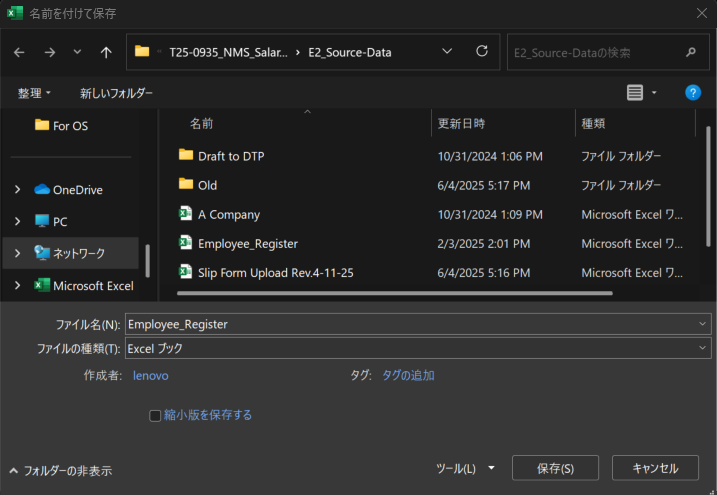 名前を付けて保存
T25-0935_NMS_Salar... › E2_Source-Data
E2_Source-Dataの検索
整理 新しいフォルダー
名前 更新日時 種類
For OS
OneDrive
PC
ネットワーク
Microsoft Excel
Draft to DTP 10/31/2024 1:06 PM ファイル フォルダー
Old 6/4/2025 5:17 PM ファイル フォルダー
A Company 10/31/2024 1:09 PM Microsoft Excel ワ...
Employee_Register 2/3/2025 2:01 PM Microsoft Excel ワ...
Slip Form Upload Rev.4-11-25 6/4/2025 5:16 PM Microsoft Excel ワ...
ファイル名(N): Employee_Register
ファイルの種類(T): Excel ブック
作成者: lenovo タグ: タグの追加
縮小版を保存する
フォルダーの非表示 ツール(L) 保存(S) キャンセル